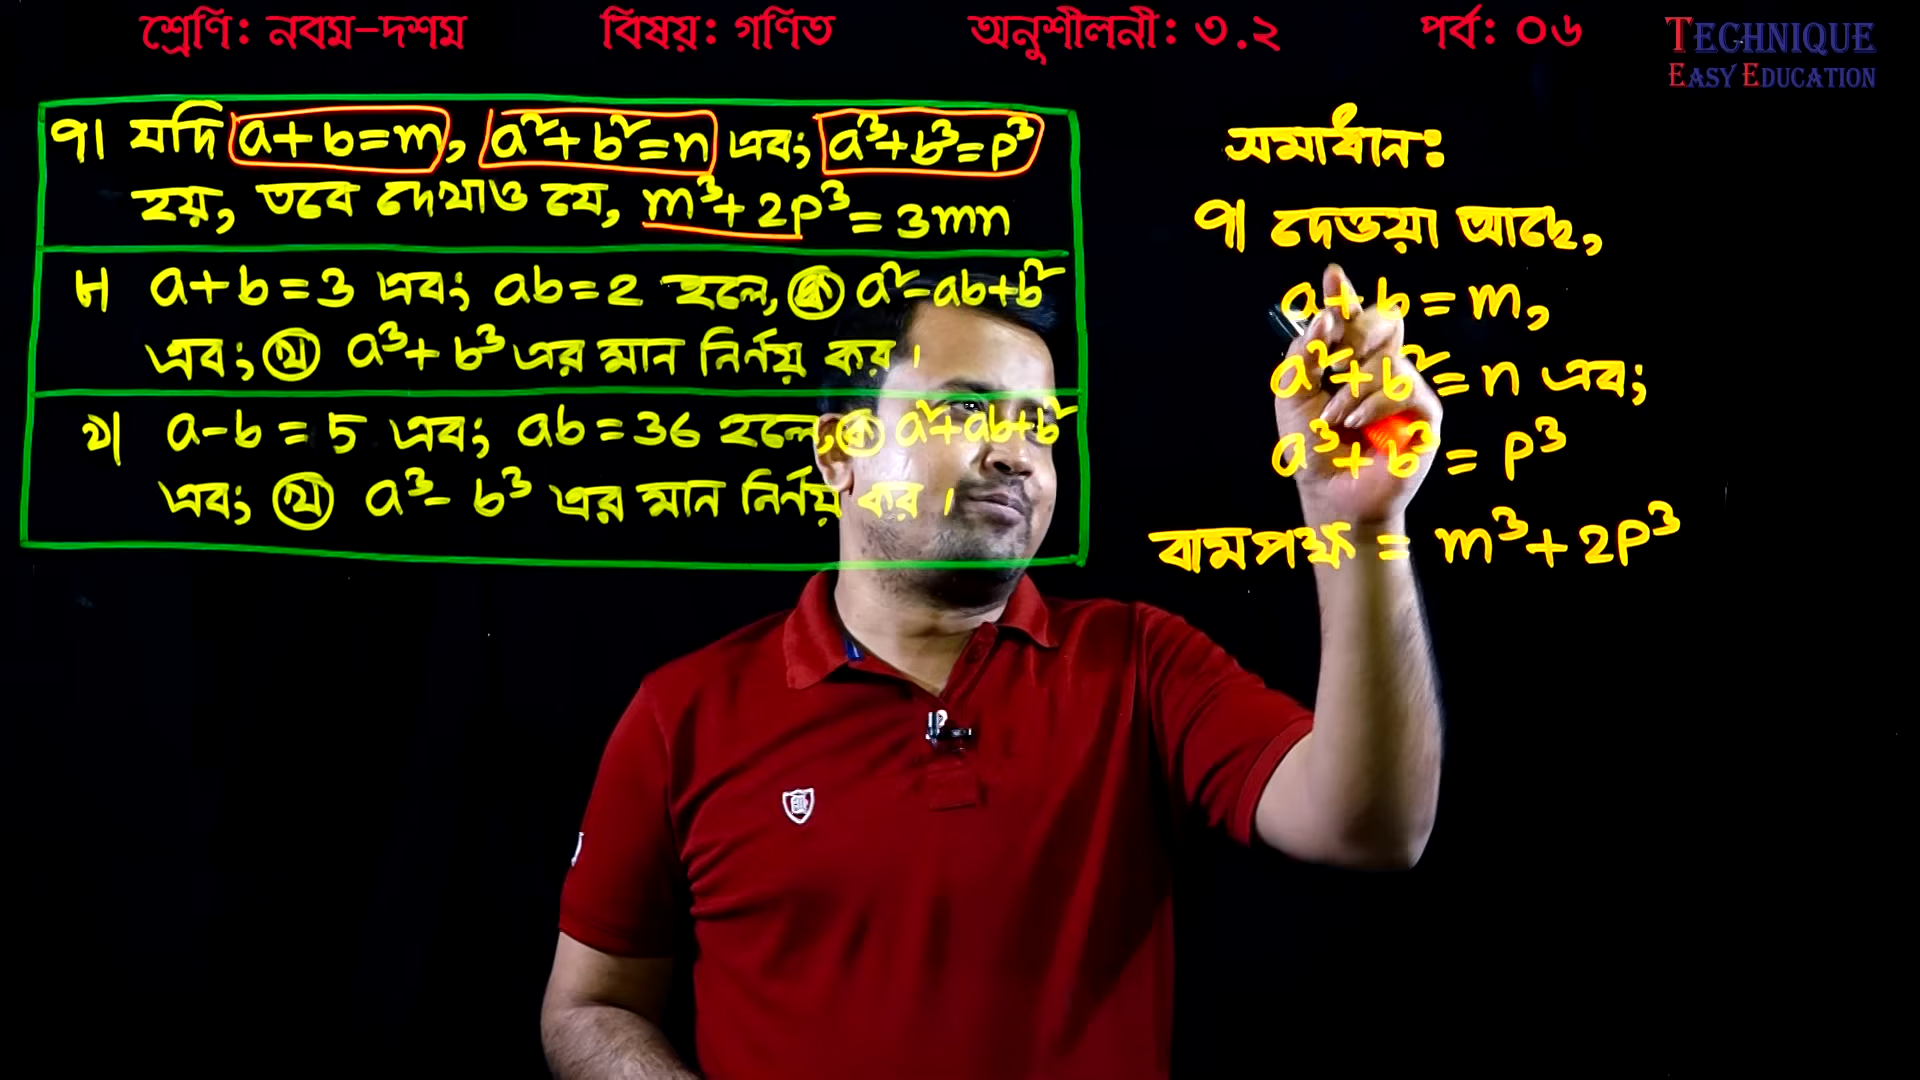 শ্রেণি: নবম-দশম বিষয়: গণিত অনুশীলনী: ৩.২ পর্ব: ০৬
TECHNIQUE
EASY EDUCATION
৭। যদি a+b=m, a²+b²=n এবং a³+b³=p³
হয়, তবে দেখাও যে, m³+2p³=3mn
৮। a+b=3 এবং ab=2 হলে, ক a²-ab+b²
এবং খ a³+b³ এর মান নির্ণয় কর।
৯। a-b=5 এবং ab=36 হলে, ক a²+ab+b²
এবং খ a³-b³ এর মান নির্ণয় কর।
সমাধান:
৭। দেওয়া আছে,
a+b=m,
a²+b²=n এবং
a³+b³=p³
বামপক্ষ = m³+2p³